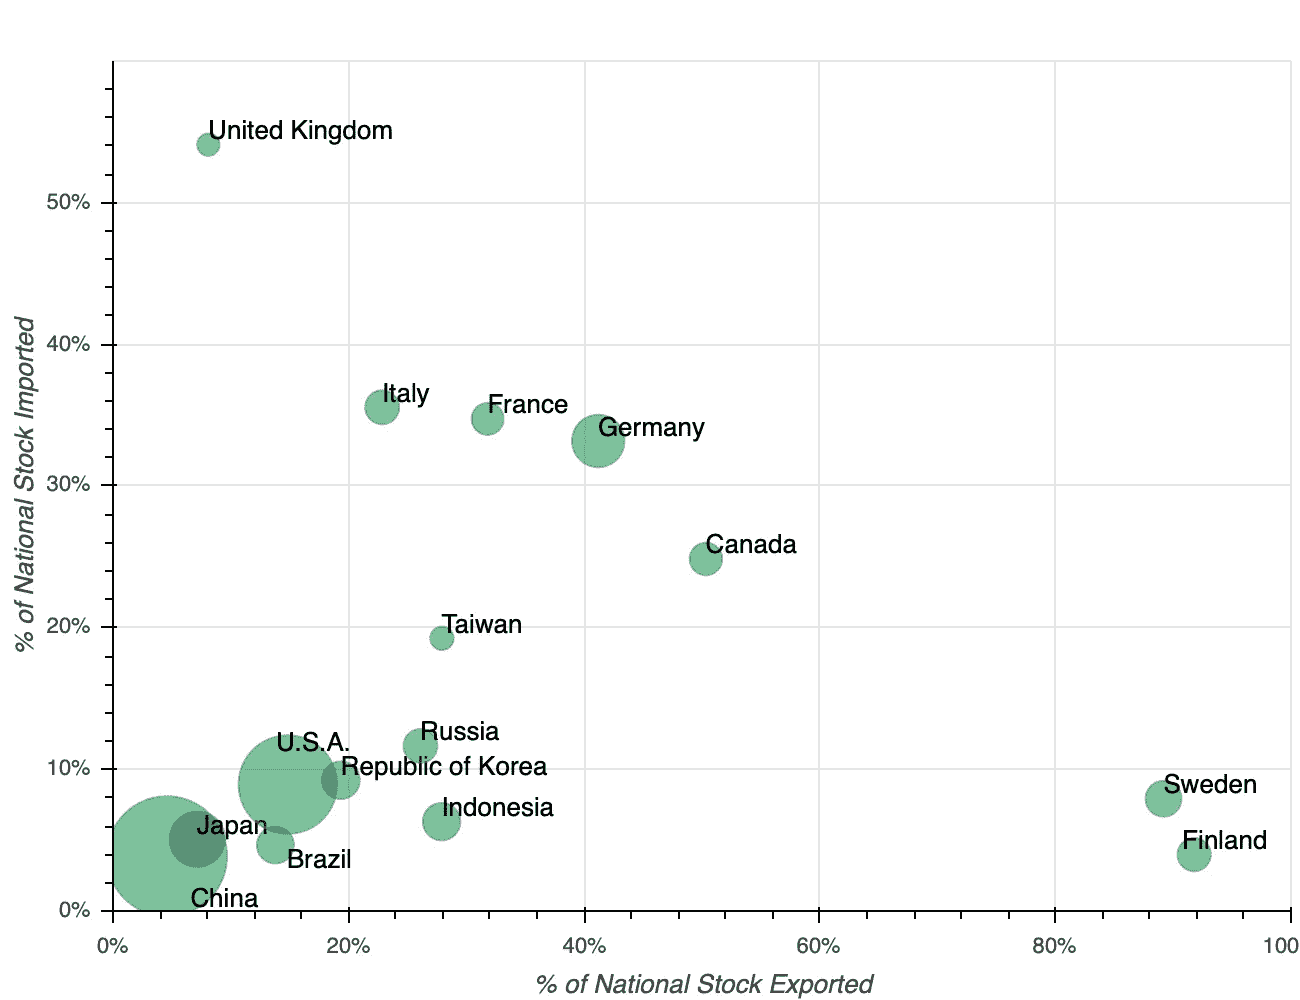 United Kingdom
50%
% of National Stock Imported
40%
Italy
France
Germany
30%
Canada
Taiwan
20%
Russia
U.S.A.
Republic of Korea
10%
Indonesia
Sweden
Japan
Finland
Brazil
China
0%
0%
20%
40%
60%
80%
100
% of National Stock Exported